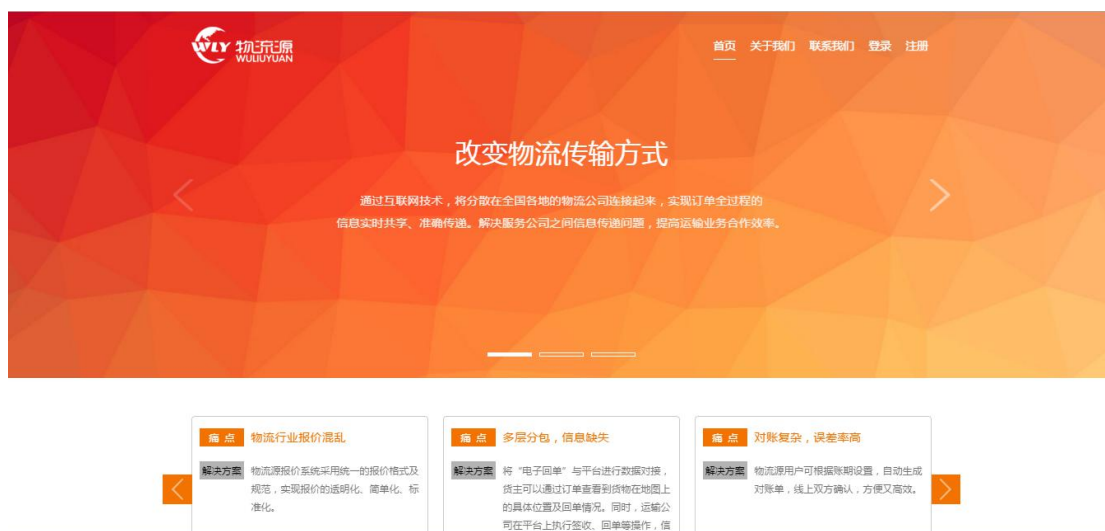 WLY 物流源
WULIUYUAN
首页 关于我们 联系我们 登录 注册
改变物流传输方式
通过互联网技术，将分散在全国各地的物流公司连接起来，实现订单全过程的
信息实时共享、准确传递。解决服务公司之间信息传递问题，提高运输业务合作效率。
痛 点 物流行业报价混乱
解决方案 物流源报价系统采用统一的报价格式及
规范，实现报价的透明化、简单化、标
准化。
痛 点 多层分包，信息缺失
解决方案 将“电子回单”与平台进行数据对接，
货主可以通过订单查看到货物在地图上
的具体位置及回单情况。同时，运输公
司在平台上执行签收、回单等操作，信
痛 点 对账复杂，误差率高
解决方案 物流源用户可根据账期设置，自动生成
对账单，线上双方确认，方便又高效。